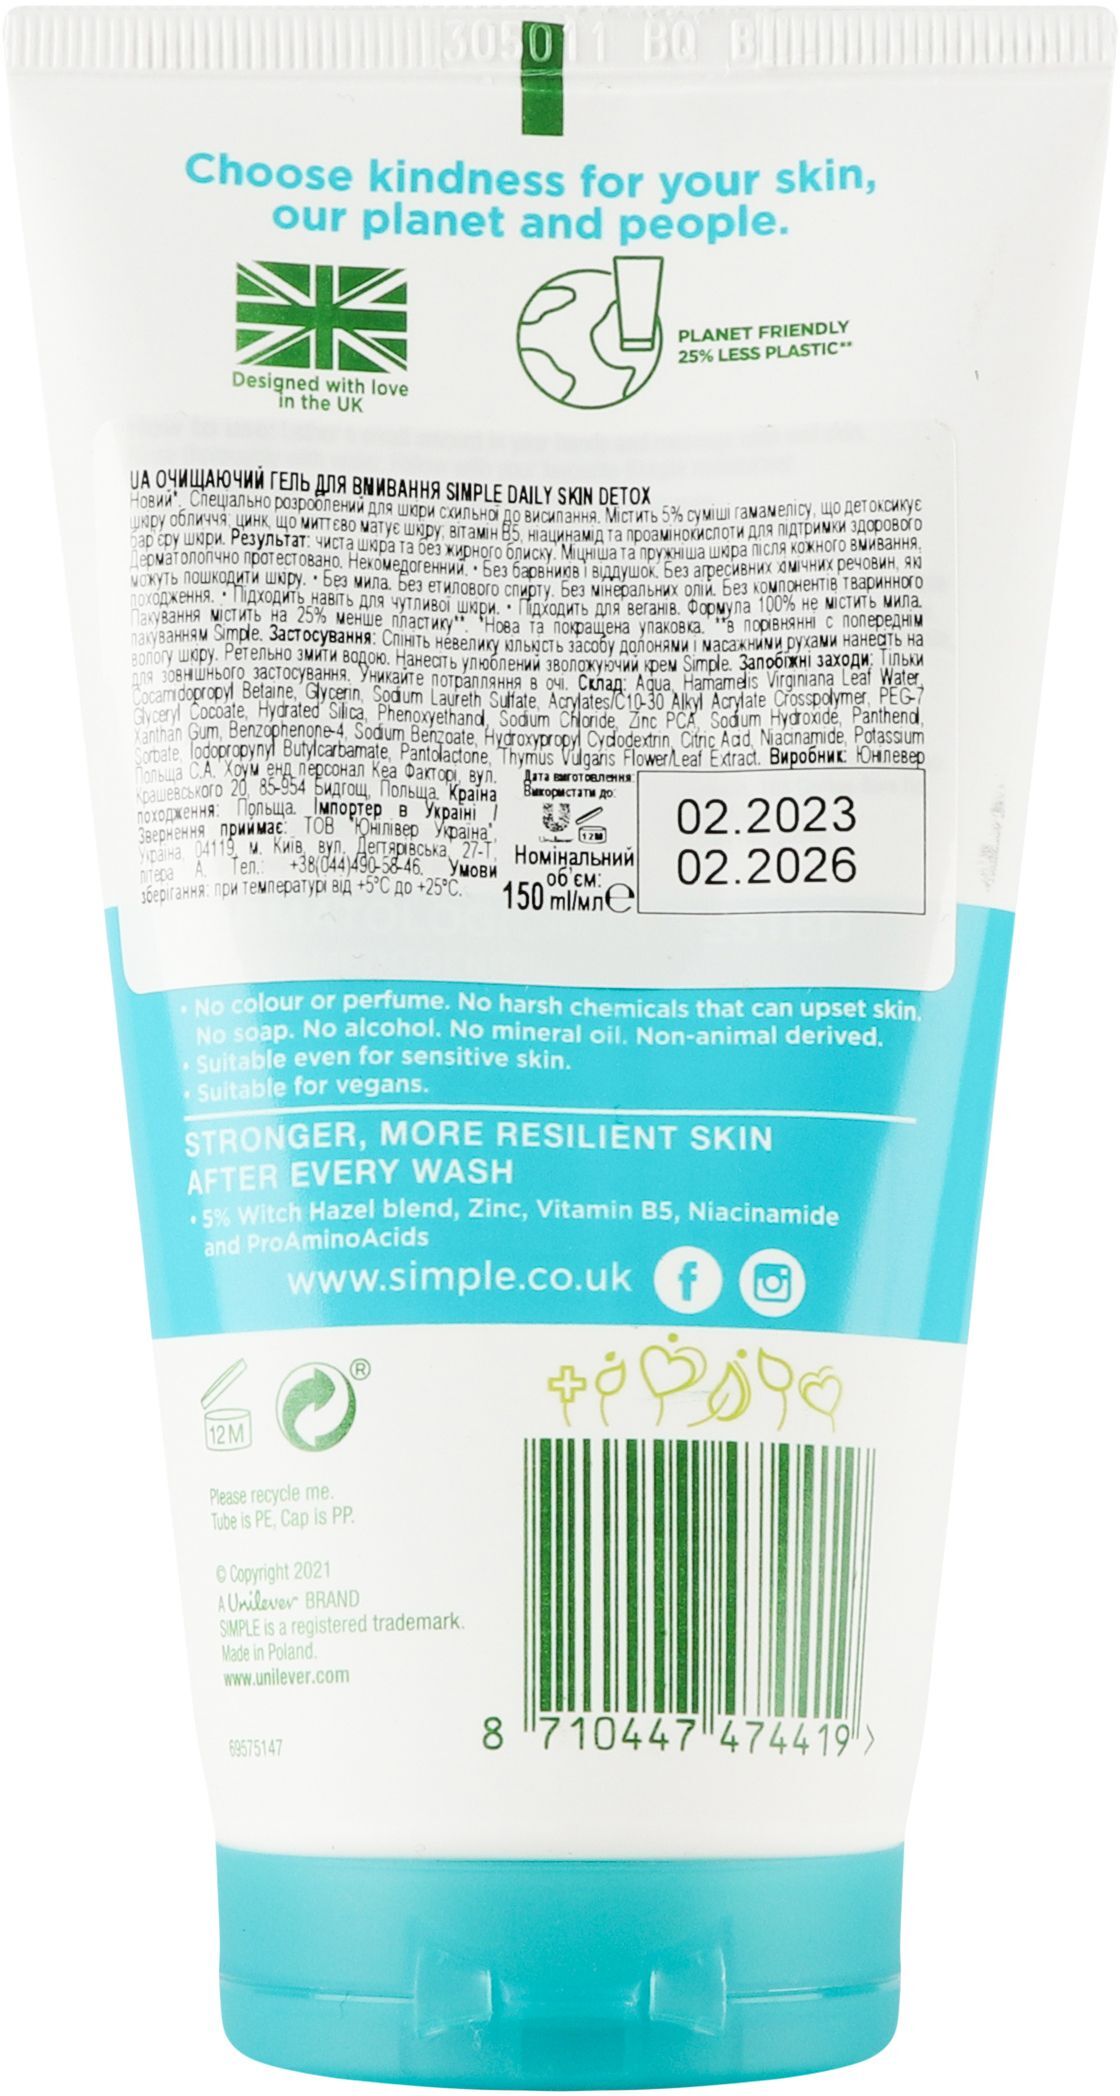 305011 BQ B
Choose kindness for your skin,
our planet and people.
Designed with love
in the UK
PLANET FRIENDLY
25% LESS PLASTIC**
UA ОЧИЩАЮЧИЙ ГЕЛЬ ДЛЯ ВМИВАННЯ SIMPLE DAILY SKIN DETOX
Новий*. Спеціально розроблений для шкіри схильної до висипання. Містить 5% суміші гамамелісу, що детоксикує
шкіру обличчя; цинк, що миттєво матує шкіру; вітамін B5, ніацинамід та проамінокислоти для підтримки здорового
бар'єру шкіри. Результат: чиста шкіра та без жирного блиску. Міцніша та пружніша шкіра після кожного вмивання.
Дерматологічно протестовано. Некомедогенний. • Без барвників і віддушок. Без агресивних хімічних речовин, які
можуть пошкодити шкіру. • Без мила. Без етилового спирту. Без мінеральних олій. Без компонентів тваринного
походження. • Підходить навіть для чутливої шкіри. • Підходить для веганів. Формула 100% не містить мила.
Пакування містить на 25% менше пластику**. *Нова та покращена упаковка. **в порівнянні с попереднім
пакуванням Simple. Застосування: Спініть невелику кількість засобу долонями і масажними рухами нанесіть на
вологу шкіру. Ретельно змити водою. Нанесіть улюблений зволожуючий крем Simple. Запобіжні заходи: Тільки
для зовнішнього застосування. Уникайте потрапляння в очі. Склад: Aqua, Hamamelis Virginiana Leaf Water,
Cocamidopropyl Betaine, Glycerin, Sodium Laureth Sulfate, Acrylates/C10-30 Alkyl Acrylate Crosspolymer, PEG-7
Glyceryl Cocoate, Hydrated Silica, Phenoxyethanol, Sodium Chloride, Zinc PCA, Sodium Hydroxide, Panthenol,
Xanthan Gum, Benzophenone-4, Sodium Benzoate, Hydroxypropyl Cyclodextrin, Citric Acid, Niacinamide, Potassium
Sorbate, Iodopropynyl Butylcarbamate, Pantolactone, Thymus Vulgaris Flower/Leaf Extract. Виробник: Юнілевер
Польща С.А. Хоум енд персонал Кеа Факторі, вул.
Крашевського 20, 85-954 Бидгощ, Польща. Країна
походження: Польща. Імпортер в Україні /
Звернення приймає: ТОВ "Юнілівер Україна",
Україна, 04119, м. Київ, вул. Дегтярівська, 27-Т,
літера А. Тел.: +38(044)490-58-46. Умови
зберігання: при температурі від +5°C до +25°C.
Дата виготовлення:
Використати до:
Unilever 12M
Номінальний
об'єм:
150 ml/мл℮
02.2023
02.2026
• No colour or perfume. No harsh chemicals that can upset skin.
No soap. No alcohol. No mineral oil. Non-animal derived.
• Suitable even for sensitive skin.
• Suitable for vegans.
STRONGER, MORE RESILIENT SKIN
AFTER EVERY WASH
• 5% Witch Hazel blend, Zinc, Vitamin B5, Niacinamide
and ProAminoAcids
www.simple.co.uk
12M
®
Please recycle me.
Tube is PE, Cap is PP.
© Copyright 2021
A Unilever BRAND
SIMPLE is a registered trademark.
Made in Poland.
www.unilever.com
69575147
8 710447 474419 >